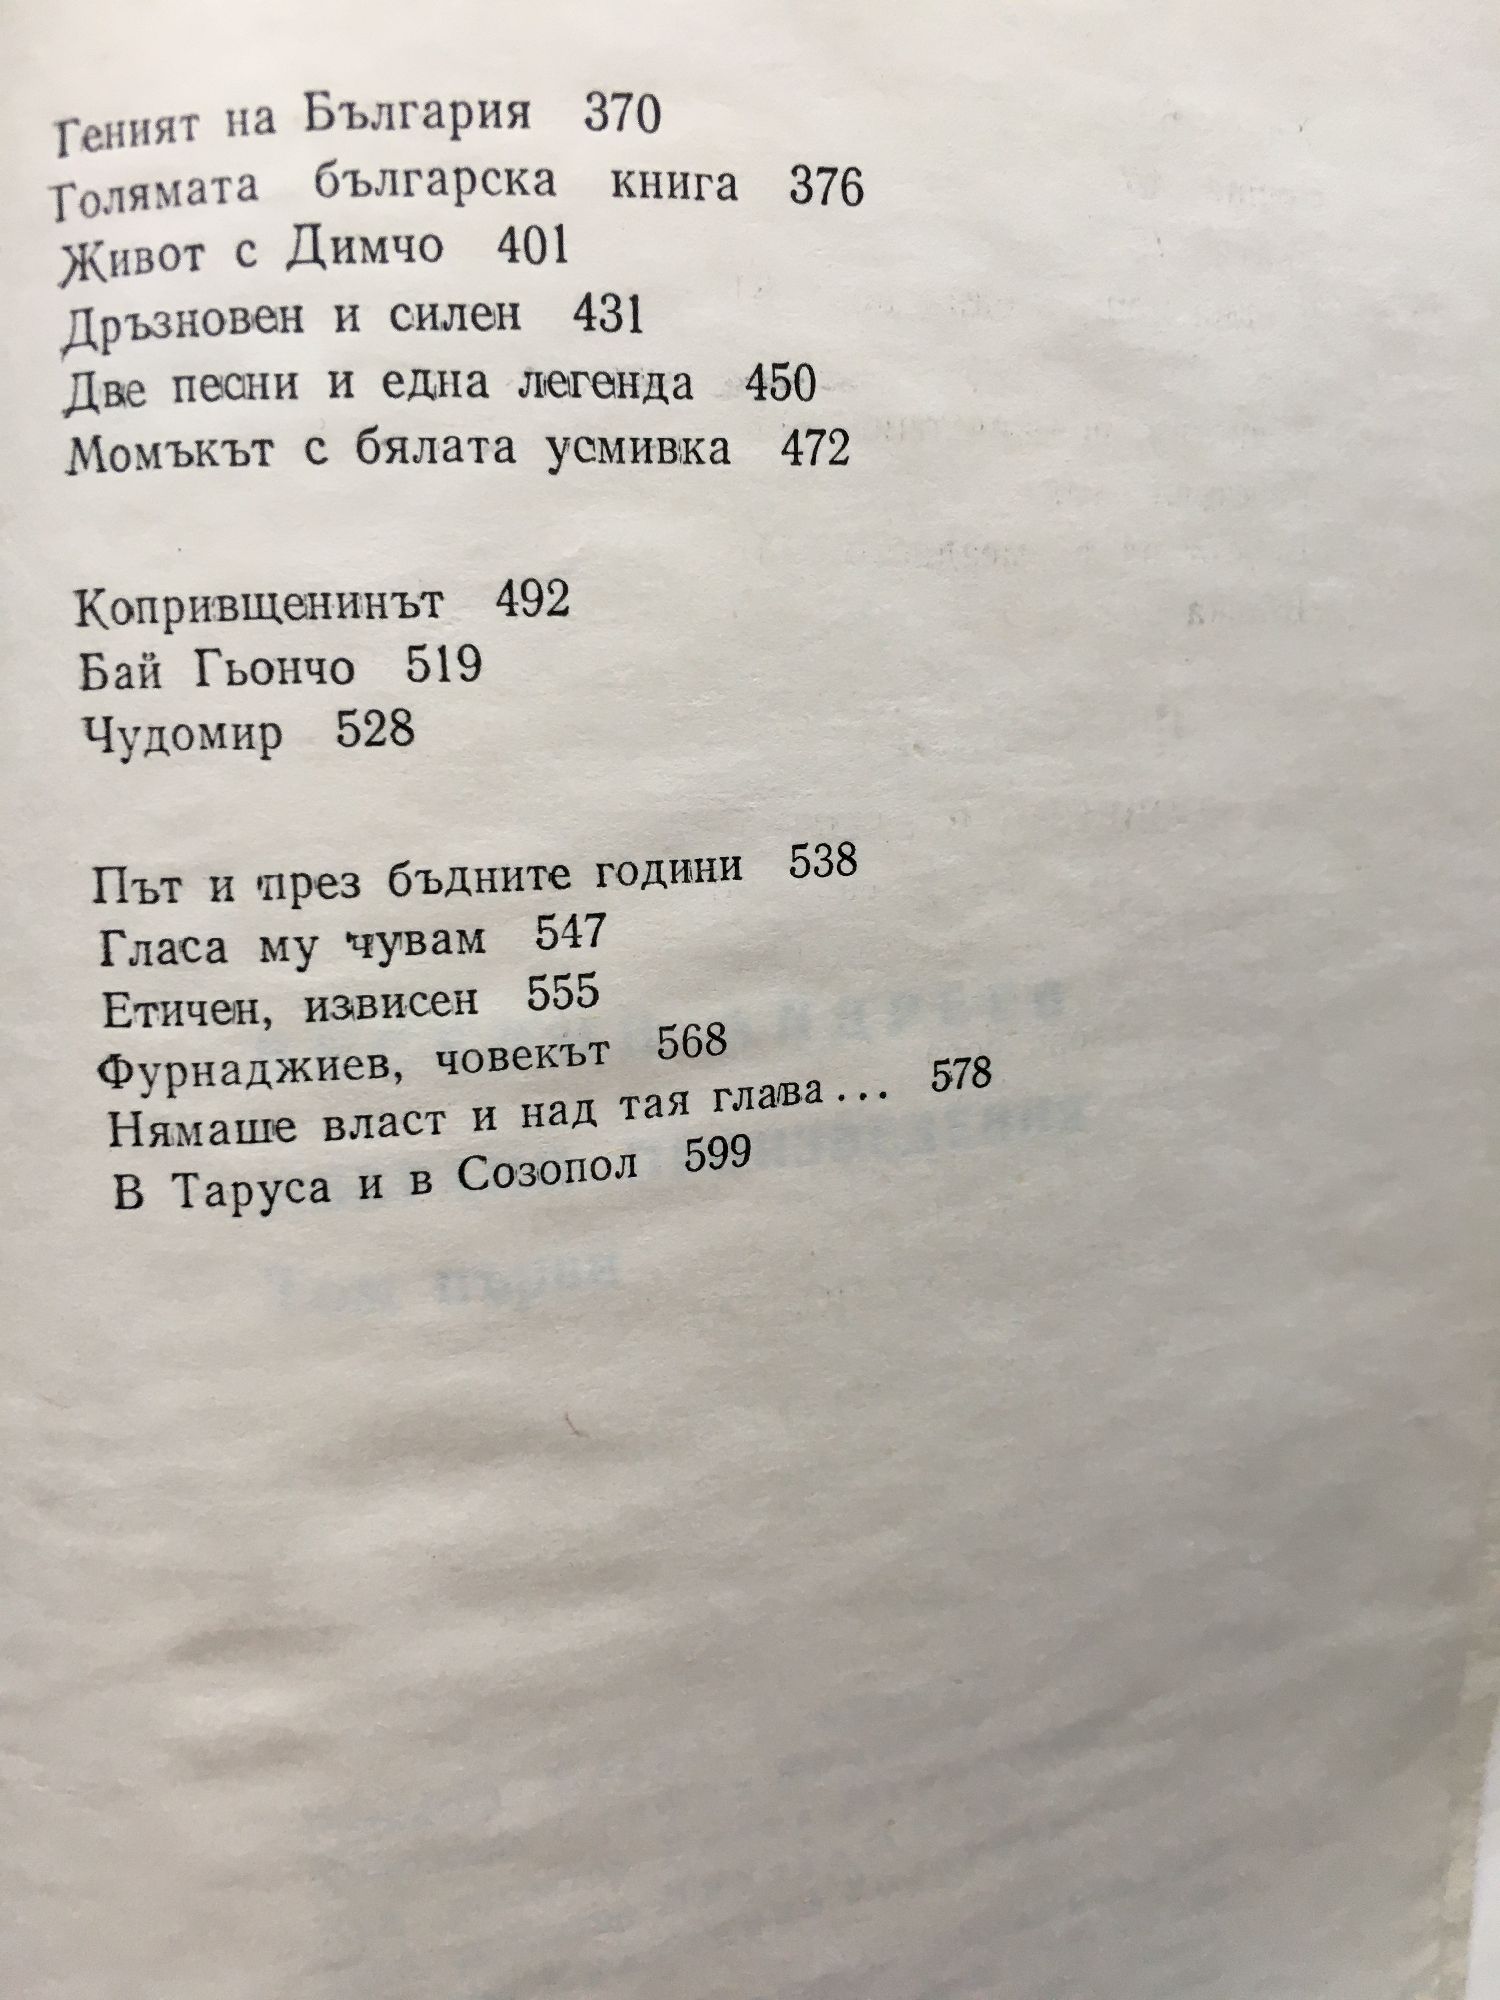 Геният на България 370
Голямата българска книга 376
Живот с Димчо 401
Дръзновен и силен 431
Две песни и една легенда 450
Момъкът с бялата усмивка 472
Копривщенинът 492
Бай Гьончо 519
Чудомир 528
Път и през бъдните години 538
Гласа му чувам 547
Етичен, извисен 555
Фурнаджиев, човекът 568
Нямаше власт и над тая глава... 578
В Таруса и в Созопол 599